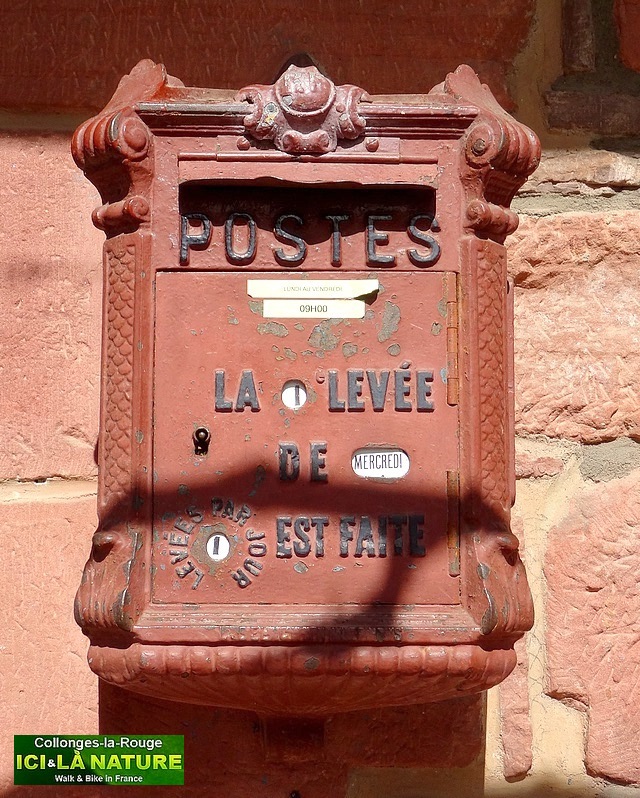 POSTES
LUNDI AU VENDREDI
09H00
LA 1 LEVÉE
DE MERCREDI
EST FAITE
LEVÉES PAR JOUR
1
Collonges-la-Rouge
ICI&LÀ NATURE
Walk & Bike in France